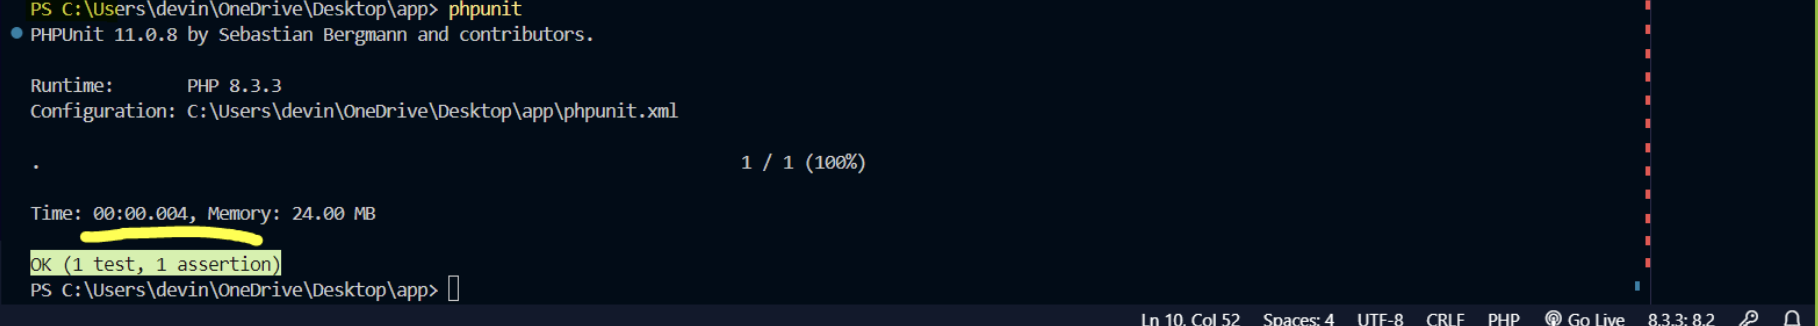 PS C:\Users\devin\OneDrive\Desktop\app> phpunit
PHPUnit 11.0.8 by Sebastian Bergmann and contributors.
Runtime:       PHP 8.3.3
Configuration: C:\Users\devin\OneDrive\Desktop\app\phpunit.xml
.                                                                   1 / 1 (100%)
Time: 00:00.004, Memory: 24.00 MB
OK (1 test, 1 assertion)
PS C:\Users\devin\OneDrive\Desktop\app>
Ln 10, Col 52 Spaces: 4 UTF-8 CRLF PHP Go Live 8.3.3: 8.2